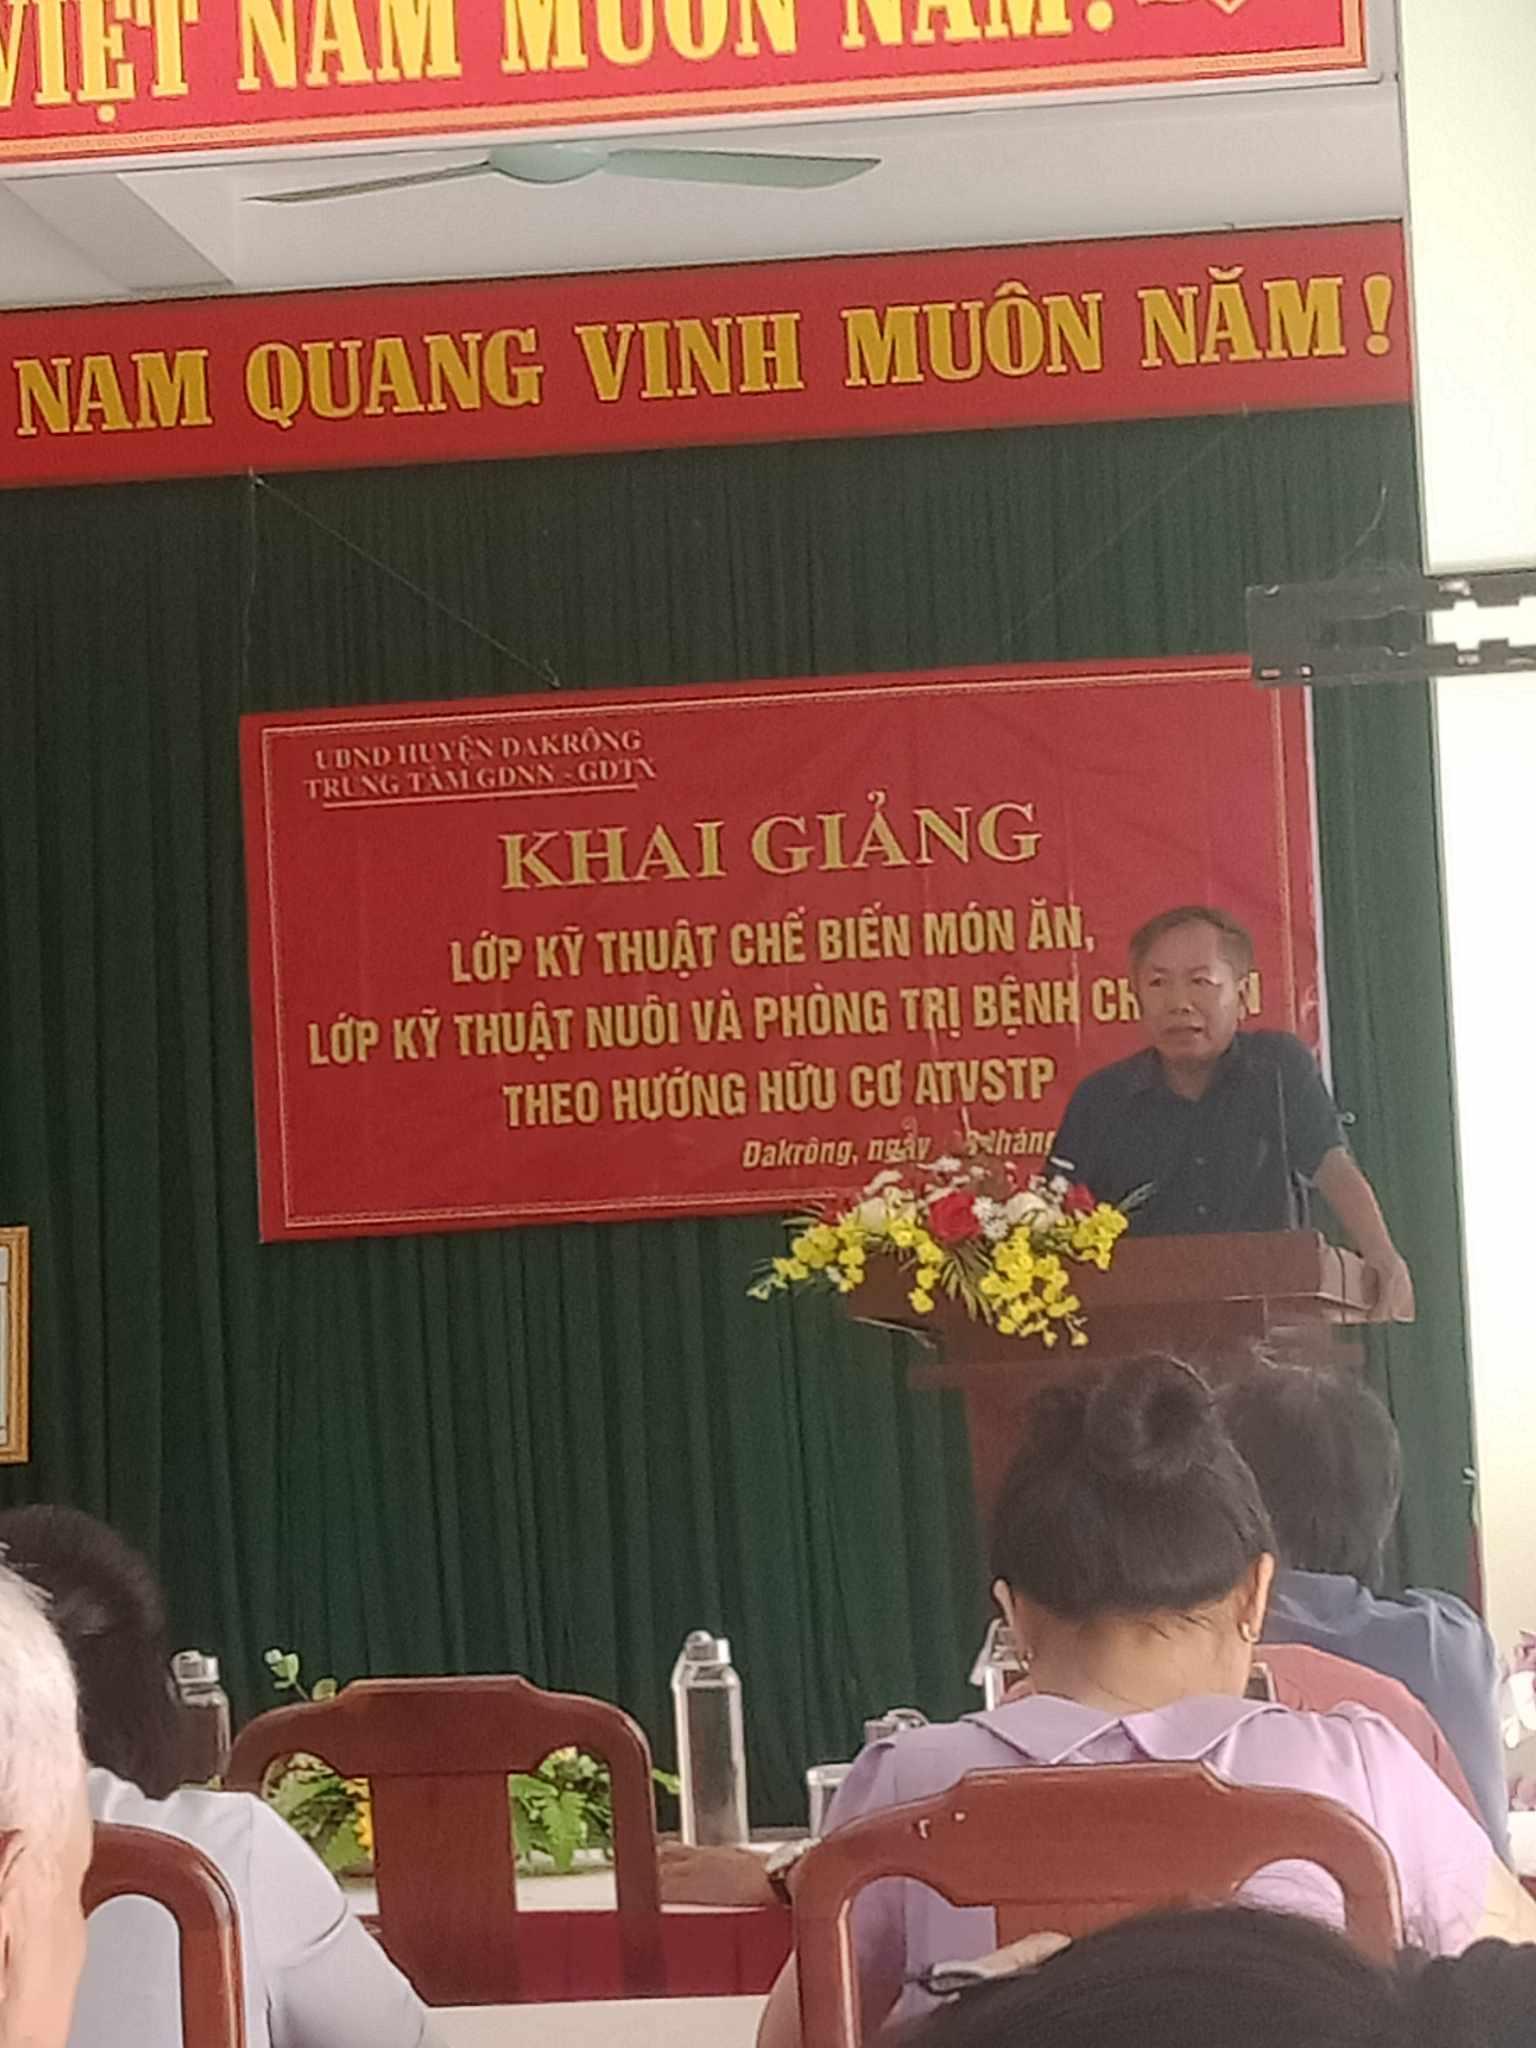 VIỆT NAM MUÔN NĂM!
NAM QUANG VINH MUÔN NĂM!
UBND HUYỆN ĐAKRÔNG
TRUNG TÂM GDNN - GDTX
KHAI GIẢNG
LỚP KỸ THUẬT CHẾ BIẾN MÓN ĂN,
LỚP KỸ THUẬT NUÔI VÀ PHÒNG TRỊ BỆNH
THEO HƯỚNG HỮU CƠ ATVSTP
Đakrông, ngày tháng